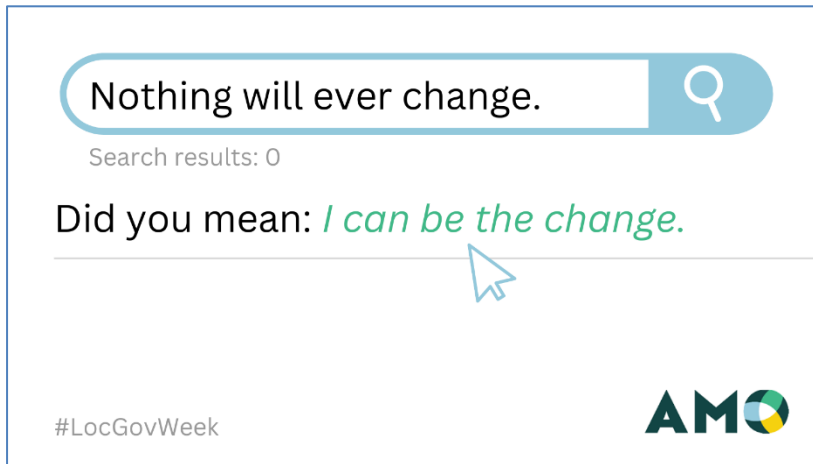 Nothing will ever change.
Search results: 0
Did you mean: I can be the change.
#LocGovWeek
AMO